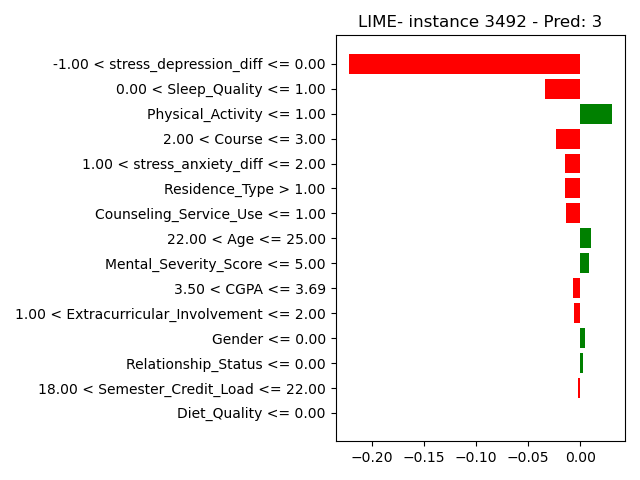 LIME- instance 3492 - Pred: 3
-1.00 < stress_depression_diff <= 0.00
0.00 < Sleep_Quality <= 1.00
Physical_Activity <= 1.00
2.00 < Course <= 3.00
1.00 < stress_anxiety_diff <= 2.00
Residence_Type > 1.00
Counseling_Service_Use <= 1.00
22.00 < Age <= 25.00
Mental_Severity_Score <= 5.00
3.50 < CGPA <= 3.69
1.00 < Extracurricular_Involvement <= 2.00
Gender <= 0.00
Relationship_Status <= 0.00
18.00 < Semester_Credit_Load <= 22.00
Diet_Quality <= 0.00
−0.20 −0.15 −0.10 −0.05 0.00